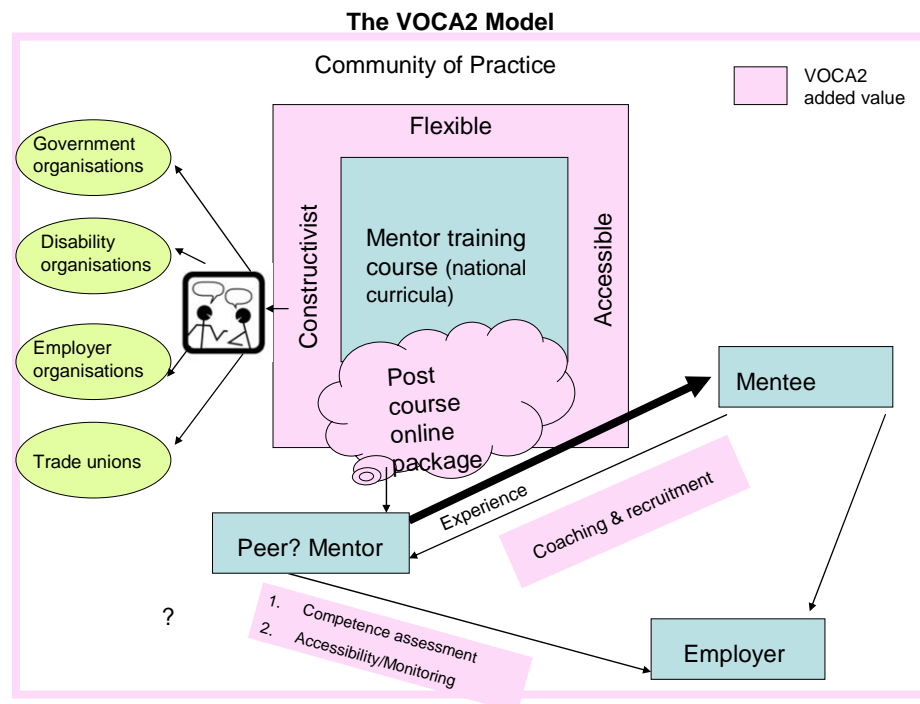 The VOCA2 Model
Community of Practice
VOCA2
added value
Flexible
Government
organisations
Disability
organisations
Employer
organisations
Trade unions
Constructivist
Mentor training
course (national
curricula)
Accessible
Post
course
online
package
Mentee
Experience
Coaching & recruitment
Peer? Mentor
?
1. Competence assessment
2. Accessibility/Monitoring
Employer